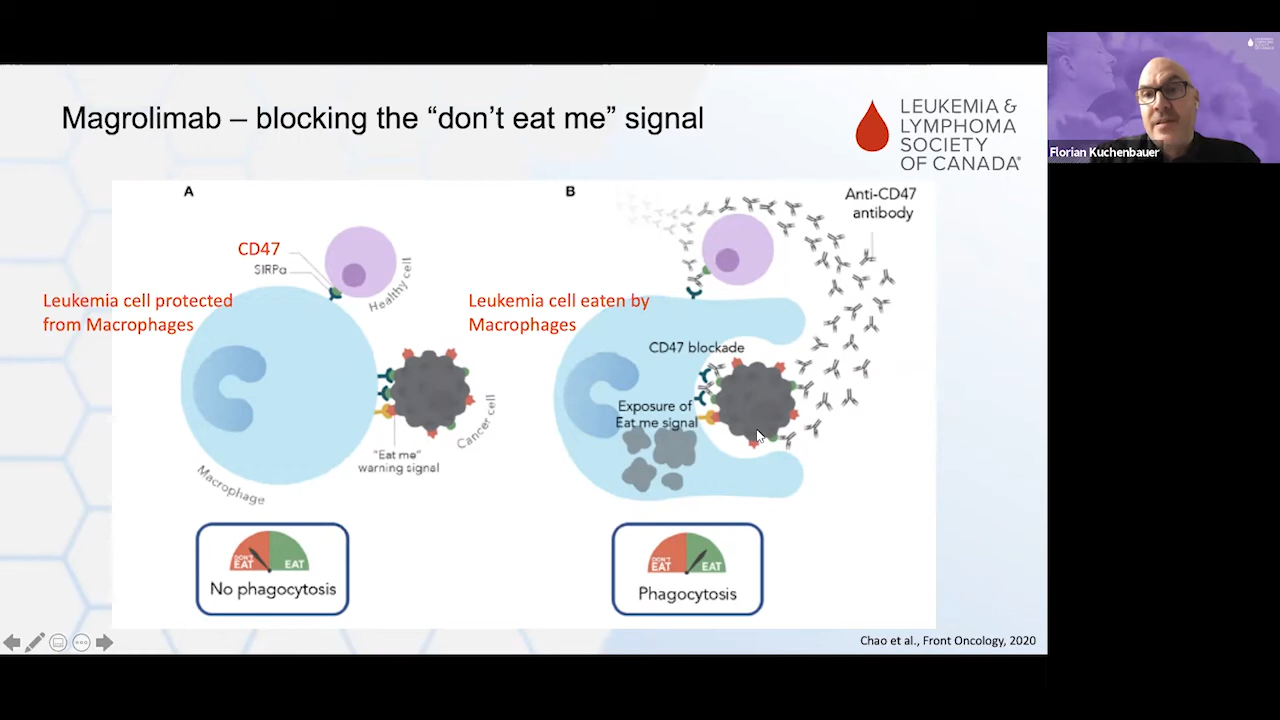 Magrolimab – blocking the “don’t eat me” signal
LEUKEMIA &
LYMPHOMA
SOCIETY
OF CANADA®
Florian Kuchenbauer
A
CD47
SIRPα
Healthy cell
Leukemia cell protected
from Macrophages
"Eat me"
warning signal
Cancer cell
Macrophage
DON'T
EAT
EAT
No phagocytosis
B
Anti-CD47
antibody
Leukemia cell eaten by
Macrophages
CD47 blockade
Exposure of
Eat me signal
DON'T
EAT
EAT
Phagocytosis
Chao et al., Front Oncology, 2020